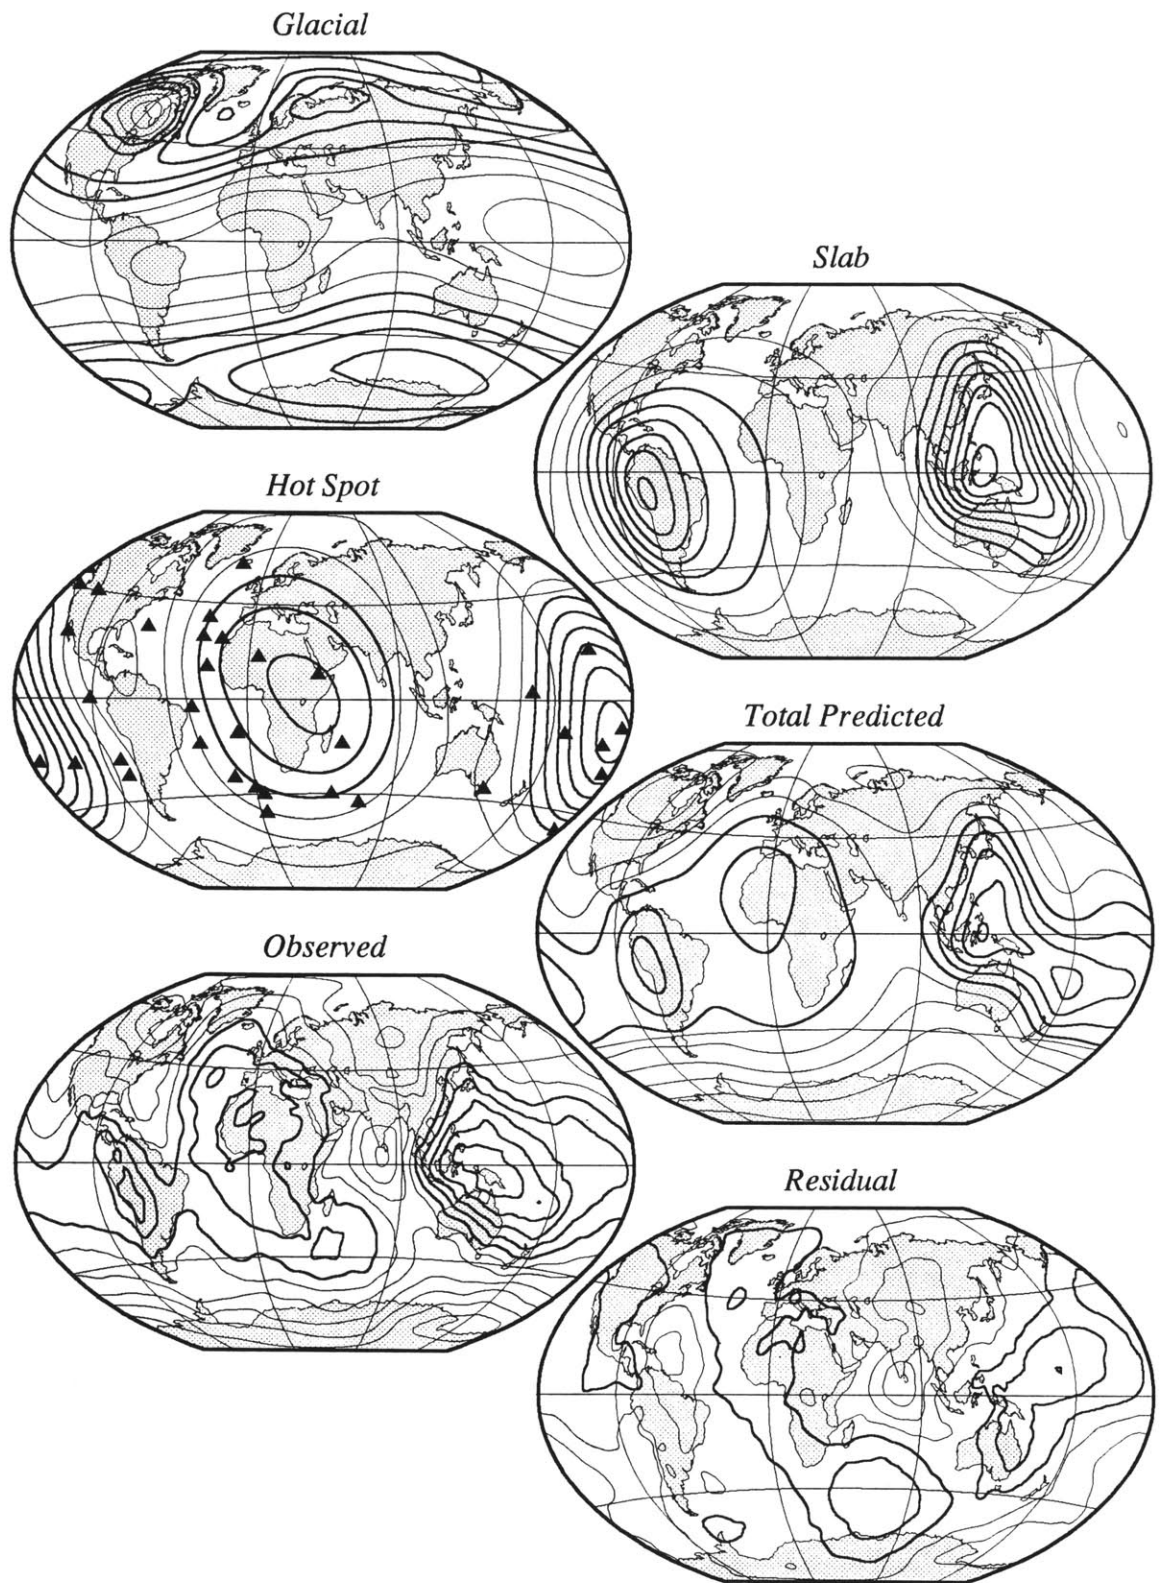 Glacial
Slab
Hot Spot
Total Predicted
Observed
Residual